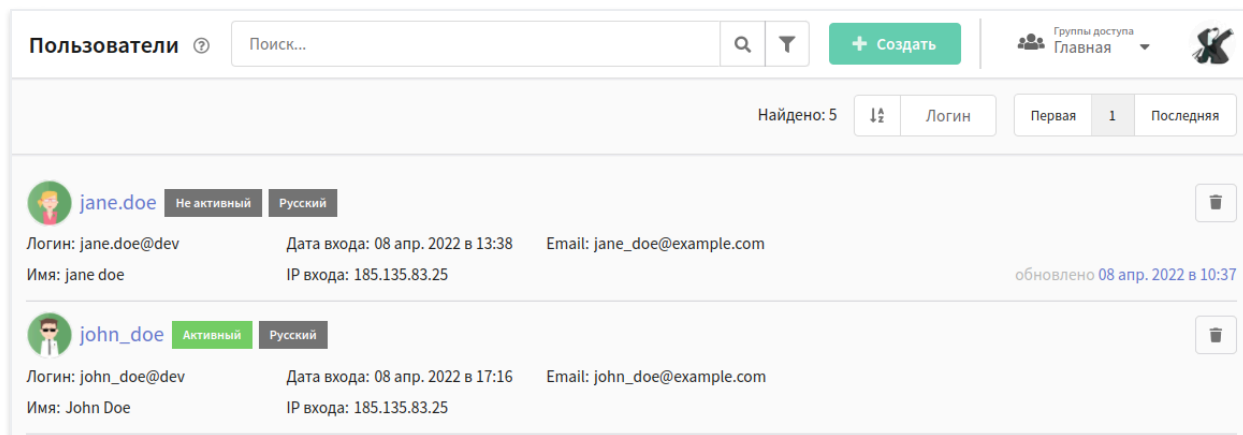 Пользователи
Поиск...
+ Создать
Группы доступа
Главная
Найдено: 5
Логин
Первая 1 Последняя
jane.doe Не активный Русский
Логин: jane.doe@dev Дата входа: 08 апр. 2022 в 13:38 Email: jane_doe@example.com
Имя: jane doe IP входа: 185.135.83.25 обновлено 08 апр. 2022 в 10:37
john_doe Активный Русский
Логин: john_doe@dev Дата входа: 08 апр. 2022 в 17:16 Email: john_doe@example.com
Имя: John Doe IP входа: 185.135.83.25